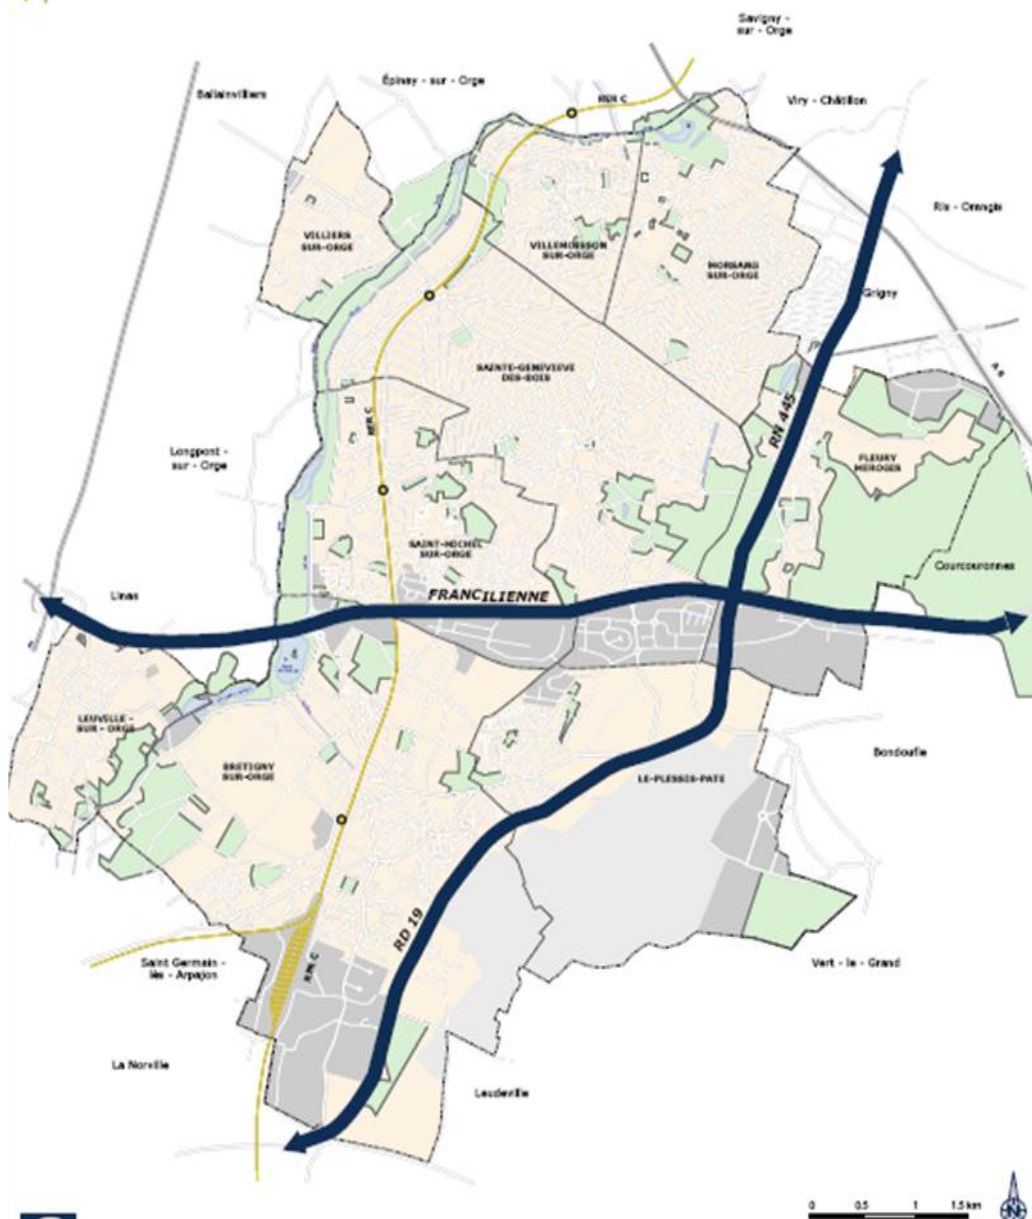 Savigny -
sur - Orge
Épinay - sur - Orge
Ballainvilliers
RER C
Viry - Châtillon
Ris - Orangis
VILLIERS
SUR-ORGE
VILLEMOISSON
SUR-ORGE
MORSANG
SUR-ORGE
Grigny
SAINTE-GENEVIEVE
DES-BOIS
A 6
RER C
RN 445
Longpont -
sur - Orge
FLEURY
MEROGIS
SAINT-MICHEL
SUR-ORGE
Courcouronnes
Linas
FRANCILIENNE
LEUVILLE -
SUR - ORGE
BRETIGNY
SUR-ORGE
Bondoufle
LE-PLESSIS-PATE
RD 19
Saint Germain -
lès - Arpajon
RER C
Vert - le - Grand
La Norville
Leudeville
0 0.5 1 1.5 km
N